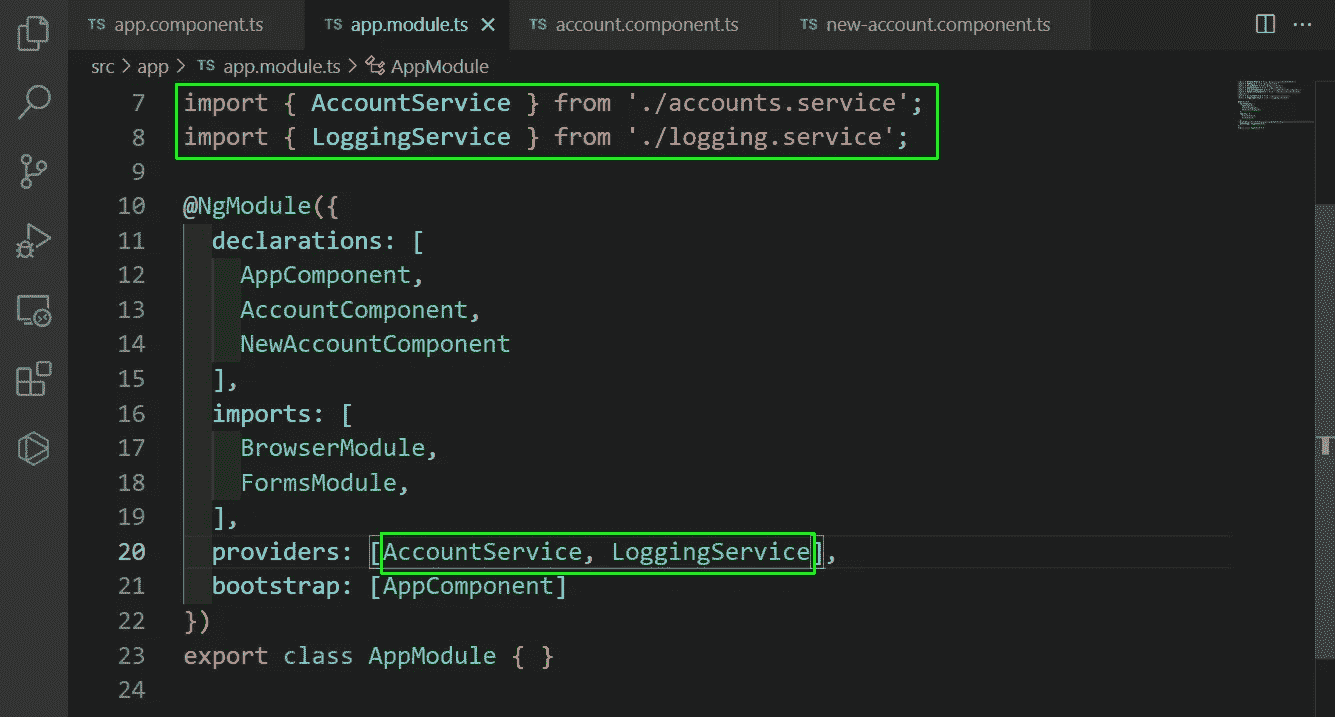 TS app.component.ts TS app.module.ts TS account.component.ts TS new-account.component.ts
src > app > TS app.module.ts > AppModule
7 import { AccountService } from './accounts.service';
8 import { LoggingService } from './logging.service';
9
10 @NgModule({
11 declarations: [
12 AppComponent,
13 AccountComponent,
14 NewAccountComponent
15 ],
16 imports: [
17 BrowserModule,
18 FormsModule,
19 ],
20 providers: [AccountService, LoggingService],
21 bootstrap: [AppComponent]
22 })
23 export class AppModule { }
24